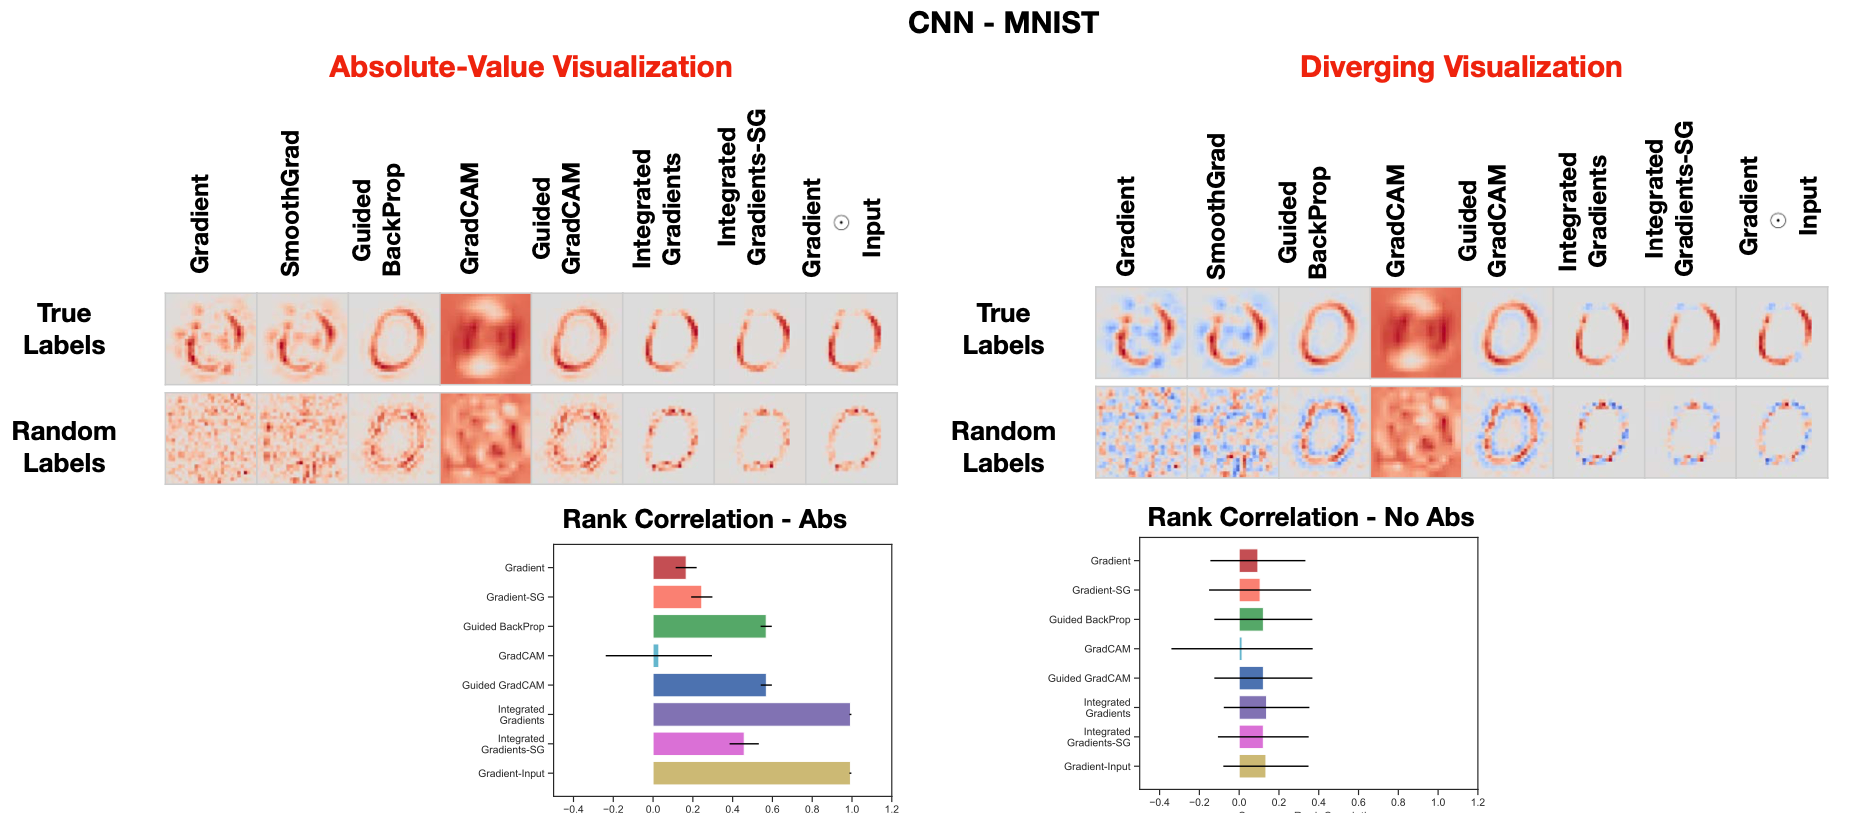 CNN - MNIST
Absolute-Value Visualization
Gradient
SmoothGrad
Guided
BackProp
GradCAM
Guided
GradCAM
Integrated
Gradients
Integrated
Gradients-SG
Gradient
⊙
Input
True
Labels
Random
Labels
Rank Correlation - Abs
Gradient
Gradient-SG
Guided BackProp
GradCAM
Guided GradCAM
Integrated
Gradients
Integrated
Gradients-SG
Gradient-Input
−0.4 −0.2 0.0 0.2 0.4 0.6 0.8 1.0 1.2
Diverging Visualization
Gradient
SmoothGrad
Guided
BackProp
GradCAM
Guided
GradCAM
Integrated
Gradients
Integrated
Gradients-SG
Gradient
⊙
Input
True
Labels
Random
Labels
Rank Correlation - No Abs
Gradient
Gradient-SG
Guided BackProp
GradCAM
Guided GradCAM
Integrated
Gradients
Integrated
Gradients-SG
Gradient-Input
−0.4 −0.2 0.0 0.2 0.4 0.6 0.8 1.0 1.2